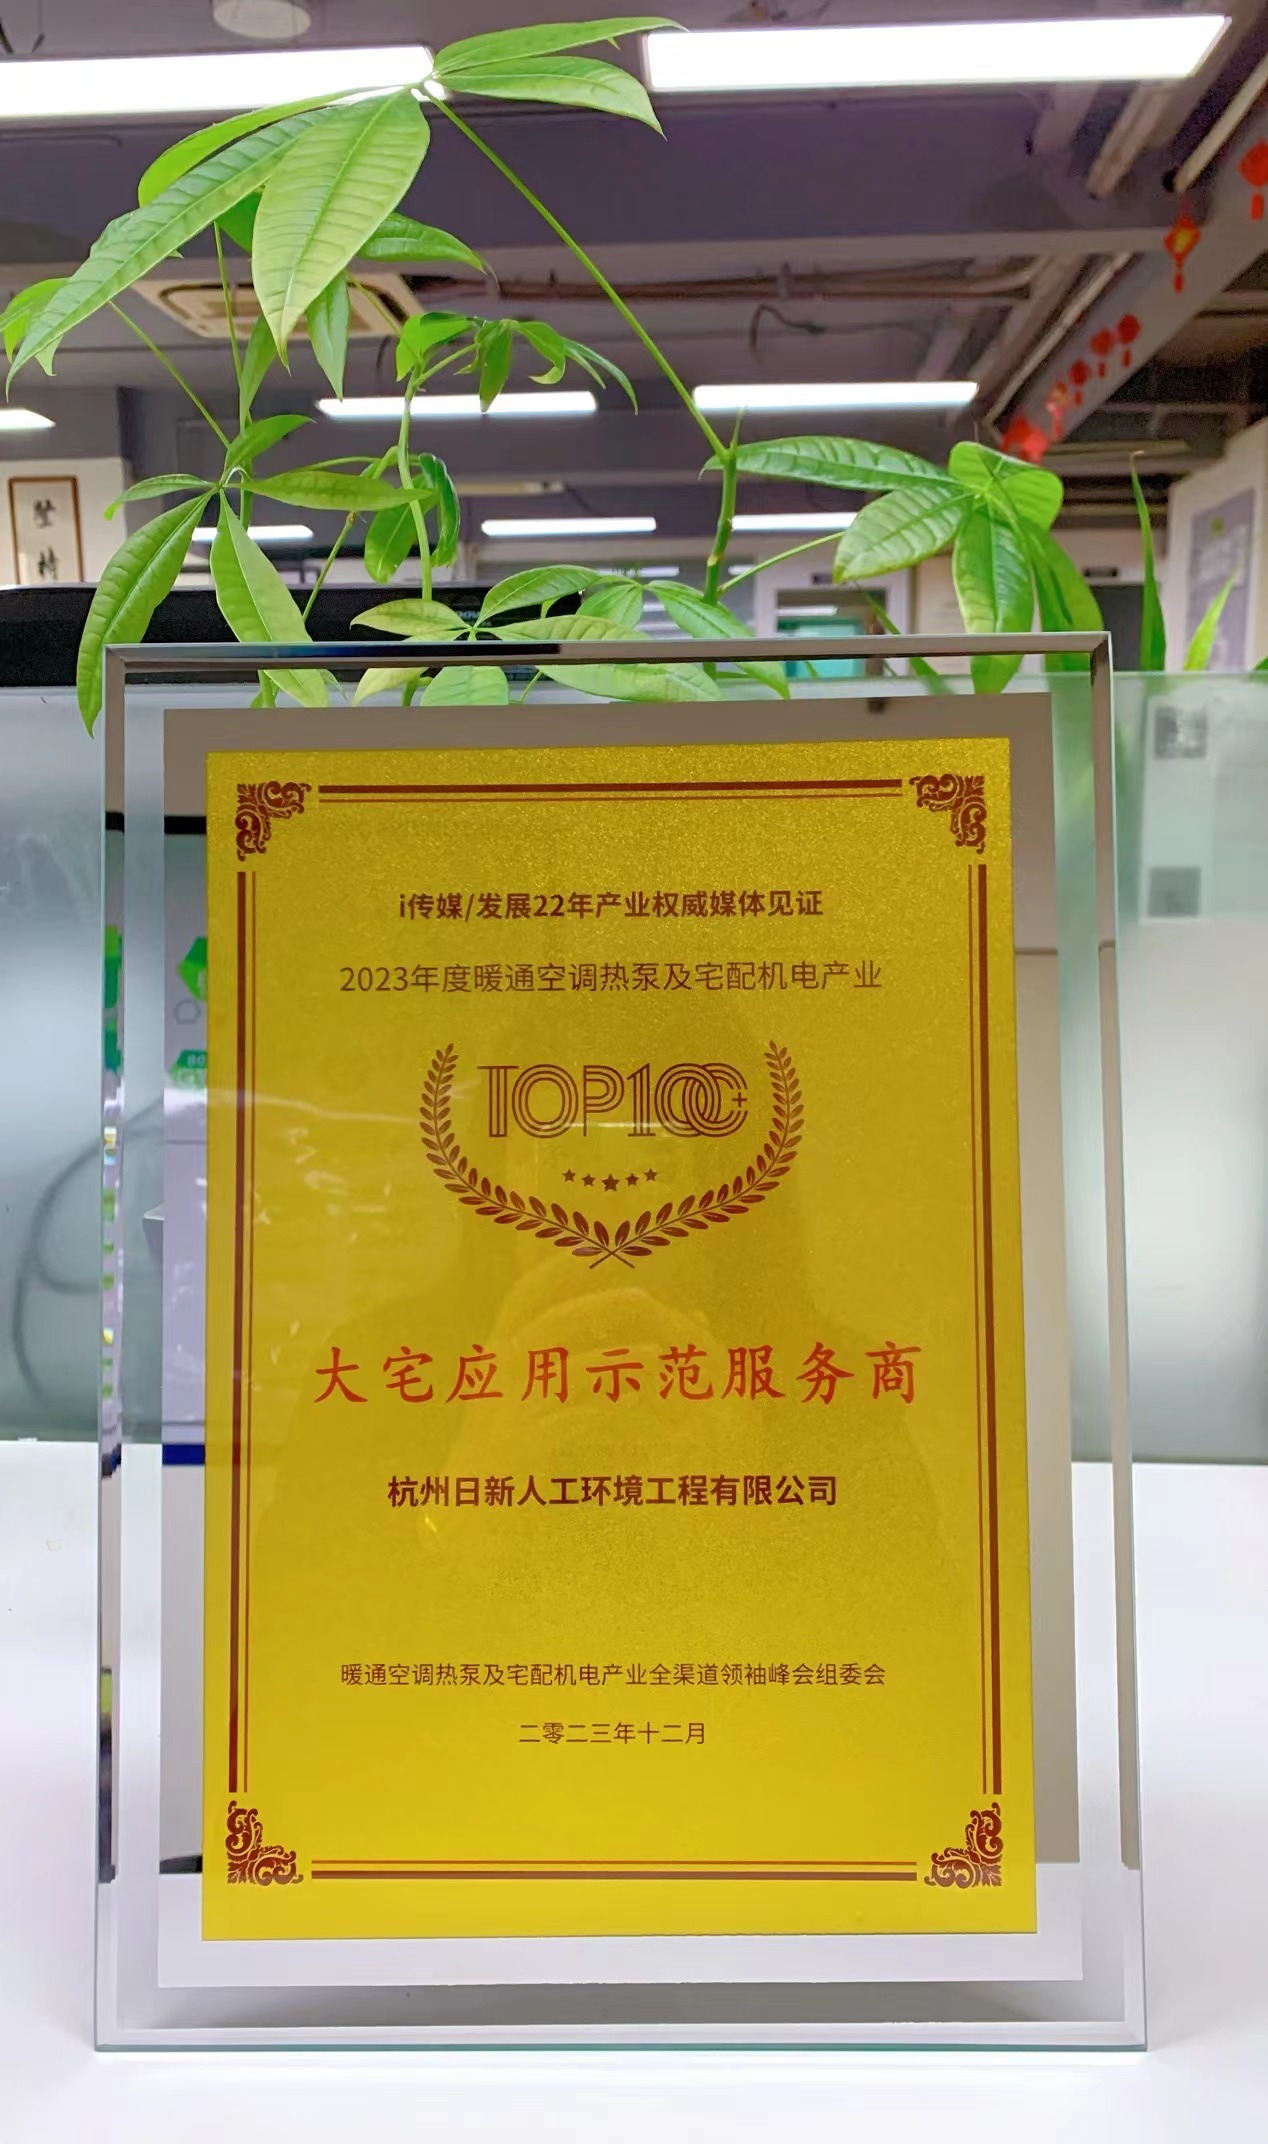 坚
持
i传媒/发展22年产业权威媒体见证
2023年度暖通空调热泵及宅配机电产业
TOP100+
大宅应用示范服务商
杭州日新人工环境工程有限公司
暖通空调热泵及宅配机电产业全渠道领袖峰会组委会
二零二三年十二月